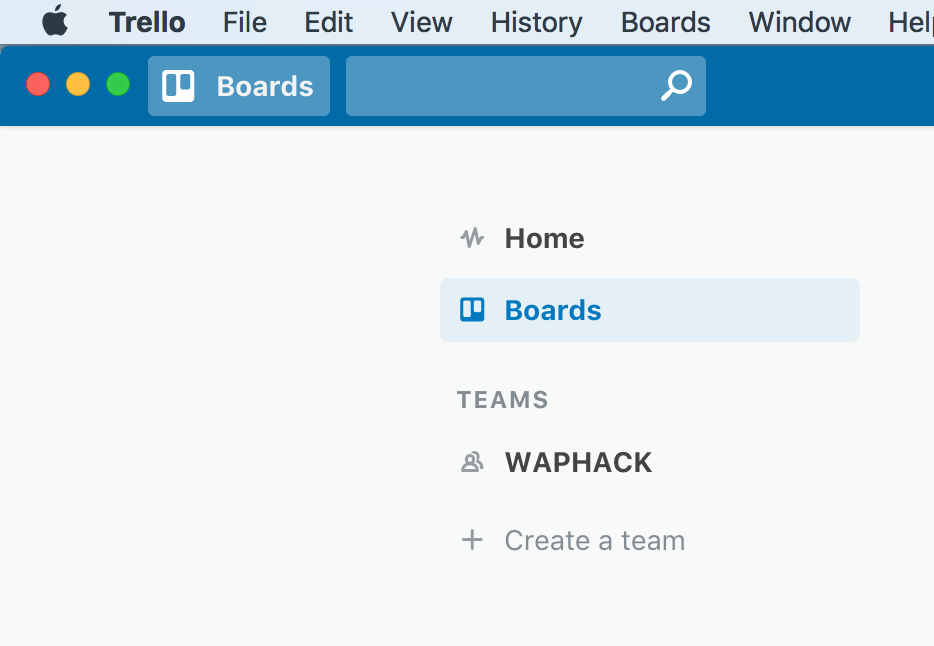 Trello File Edit View History Boards Window Help
Boards
Home
Boards
TEAMS
WAPHACK
Create a team